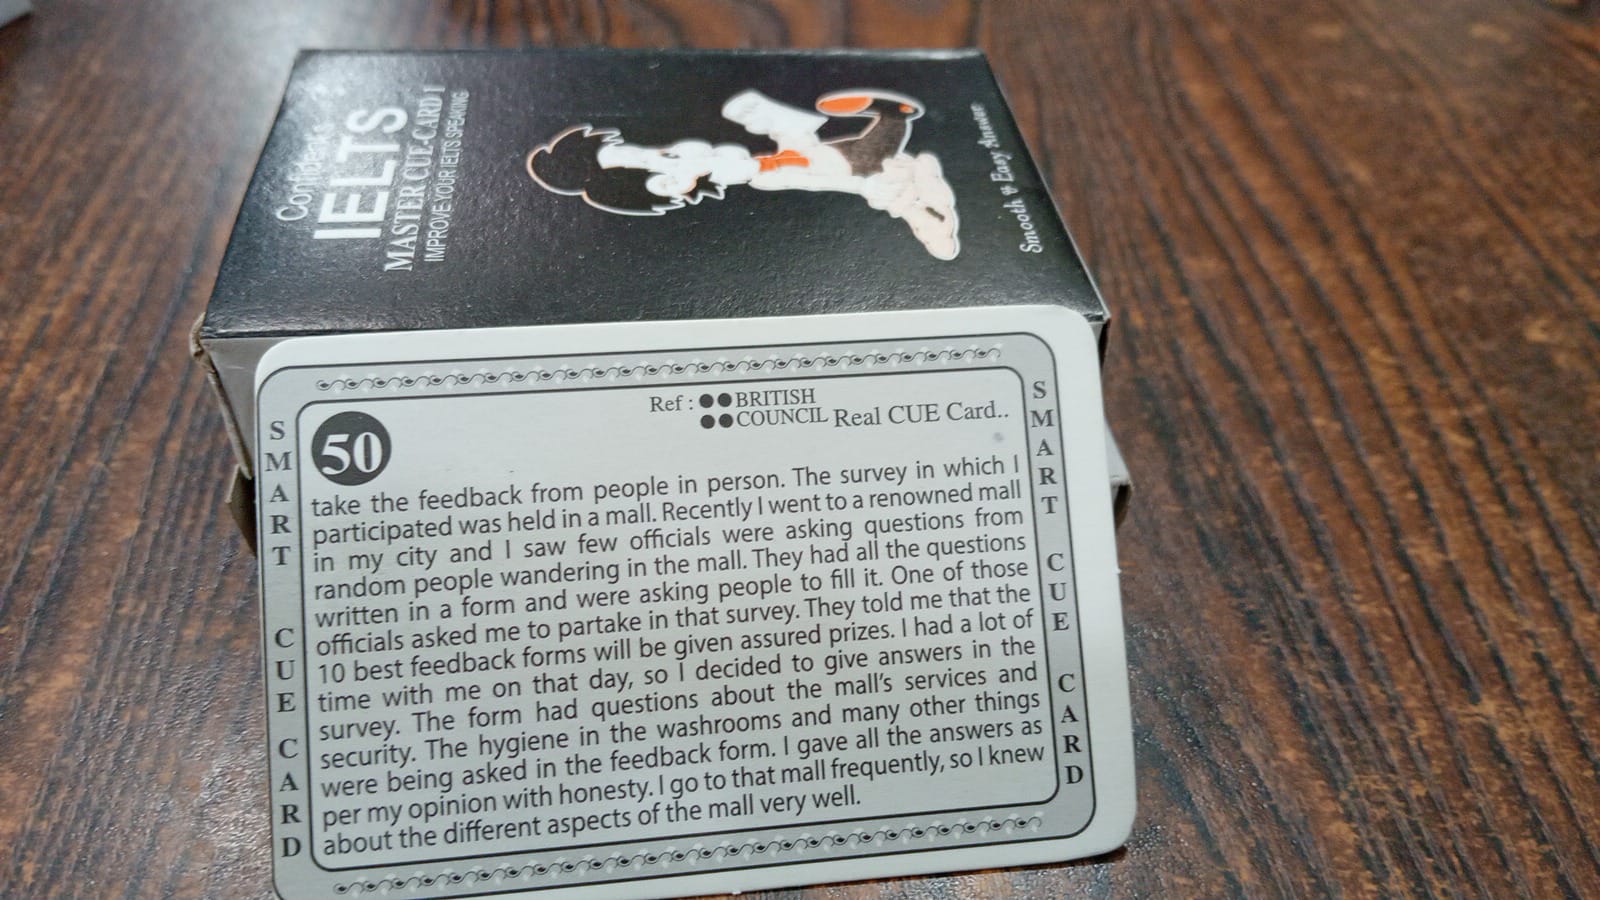 Confident's
IELTS
MASTER CUE-CARD 1
IMPROVE YOUR IELTS SPEAKING
Smooth & Easy Answer
SMART CUE CARD
50
Ref : BRITISH
COUNCIL Real CUE Card..
take the feedback from people in person. The survey in which I
participated was held in a mall. Recently I went to a renowned mall
in my city and I saw few officials were asking questions from
random people wandering in the mall. They had all the questions
written in a form and were asking people to fill it. One of those
officials asked me to partake in that survey. They told me that the
10 best feedback forms will be given assured prizes. I had a lot of
time with me on that day, so I decided to give answers in the
survey. The form had questions about the mall's services and
security. The hygiene in the washrooms and many other things
were being asked in the feedback form. I gave all the answers as
per my opinion with honesty. I go to that mall frequently, so I knew
about the different aspects of the mall very well.
SMART CUE CARD